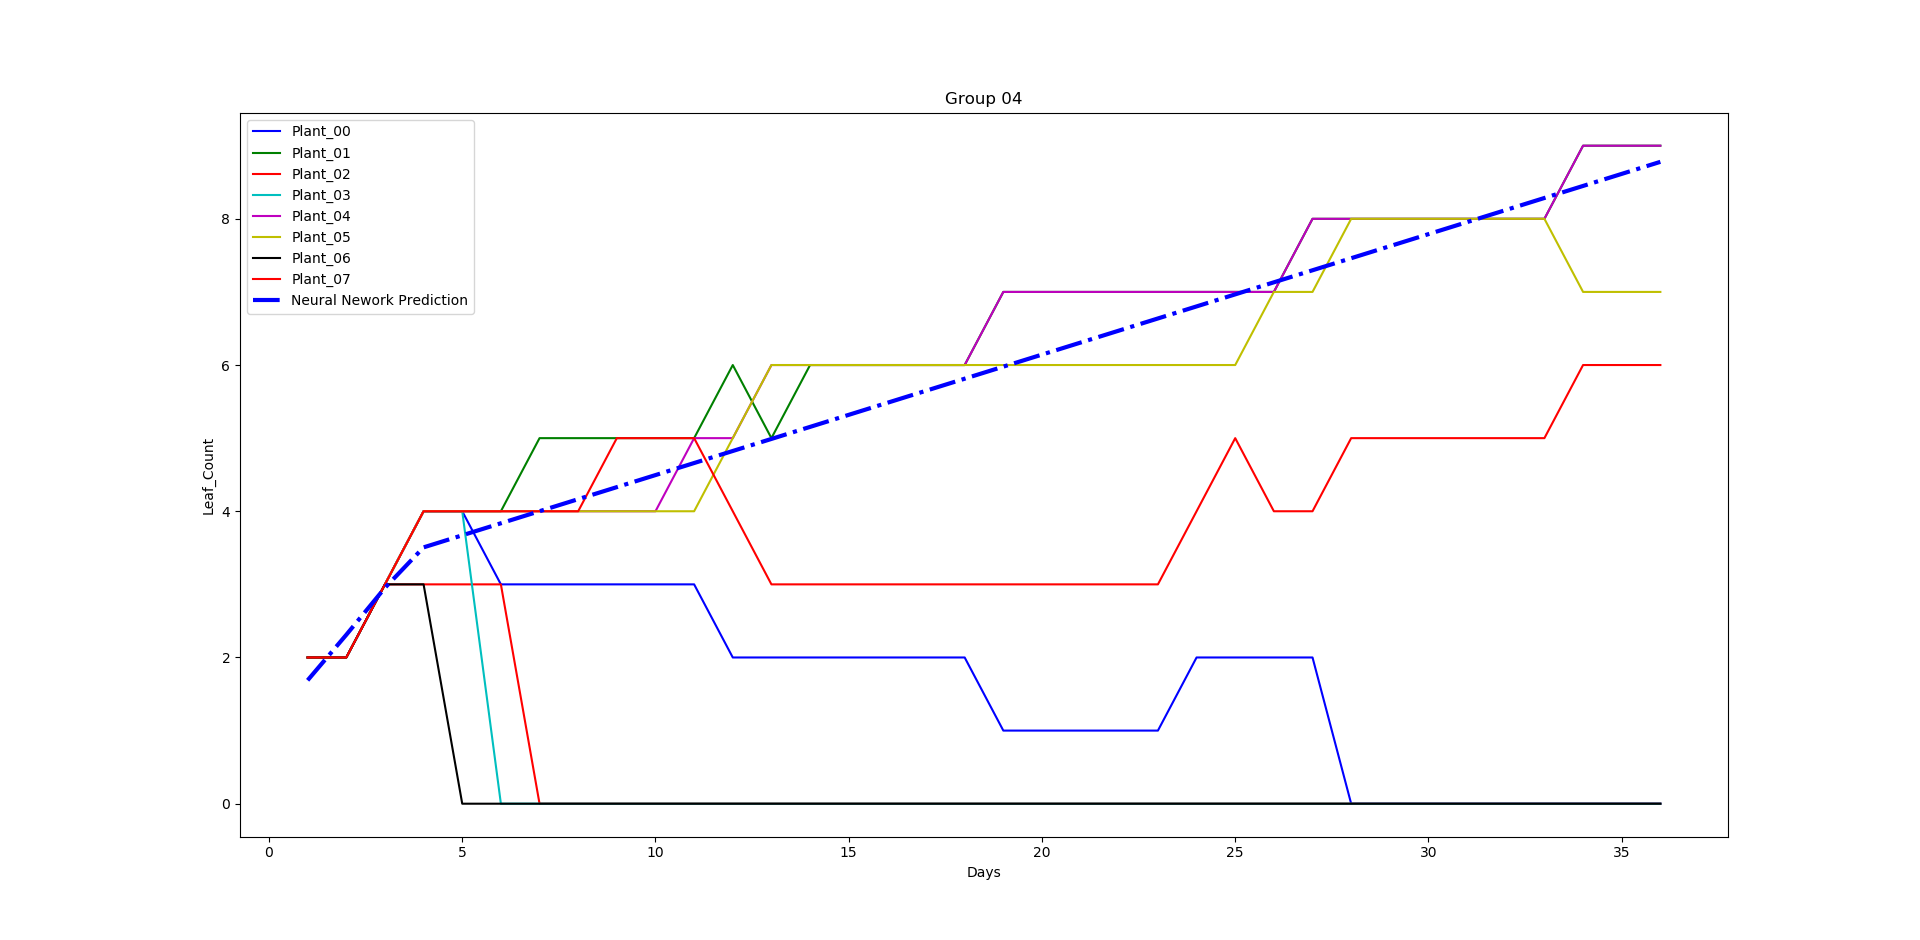 Group 04
Plant_00
Plant_01
Plant_02
Plant_03
Plant_04
Plant_05
Plant_06
Plant_07
Neural Nework Prediction
Leaf_Count
8
6
4
2
0
0 5 10 15 20 25 30 35
Days